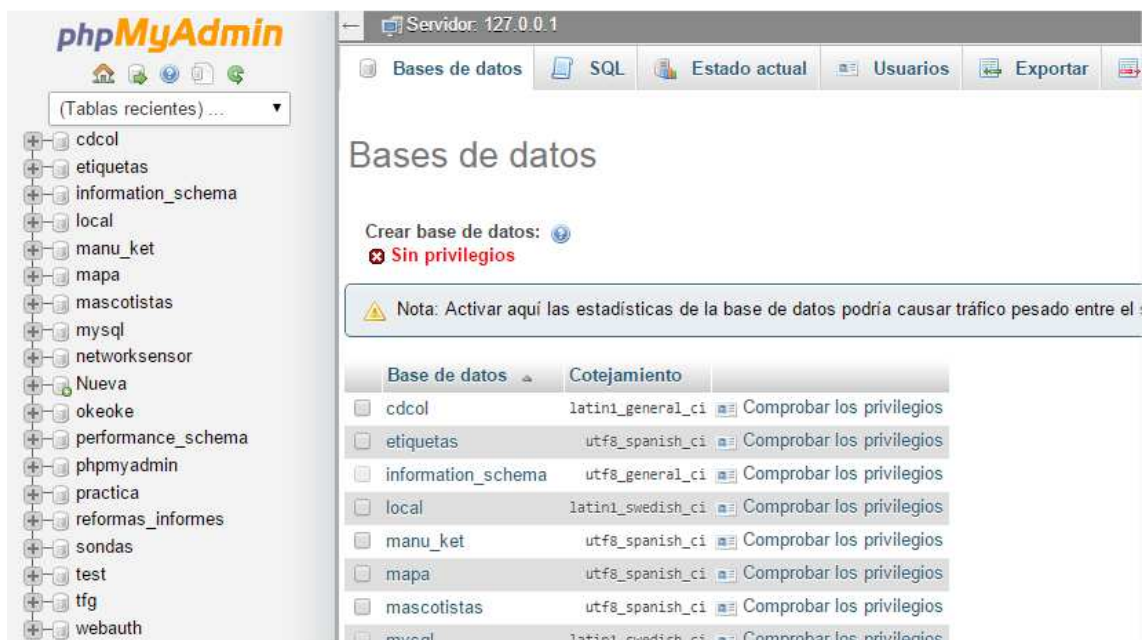 phpMyAdmin
(Tablas recientes) ...
cdcol
etiquetas
information_schema
local
manu_ket
mapa
mascotistas
mysql
networksensor
Nueva
okeoke
performance_schema
phpmyadmin
practica
reformas_informes
sondas
test
tfg
webauth
Servidor: 127.0.0.1
Bases de datos SQL Estado actual Usuarios Exportar
Bases de datos
Crear base de datos:
Sin privilegios
Nota: Activar aquí las estadísticas de la base de datos podría causar tráfico pesado entre el
Base de datos Cotejamiento
cdcol latin1_general_ci Comprobar los privilegios
etiquetas utf8_spanish_ci Comprobar los privilegios
information_schema utf8_general_ci Comprobar los privilegios
local latin1_swedish_ci Comprobar los privilegios
manu_ket utf8_spanish_ci Comprobar los privilegios
mapa utf8_spanish_ci Comprobar los privilegios
mascotistas utf8_spanish_ci Comprobar los privilegios
mysql latin1_swedish_ci Comprobar los privilegios